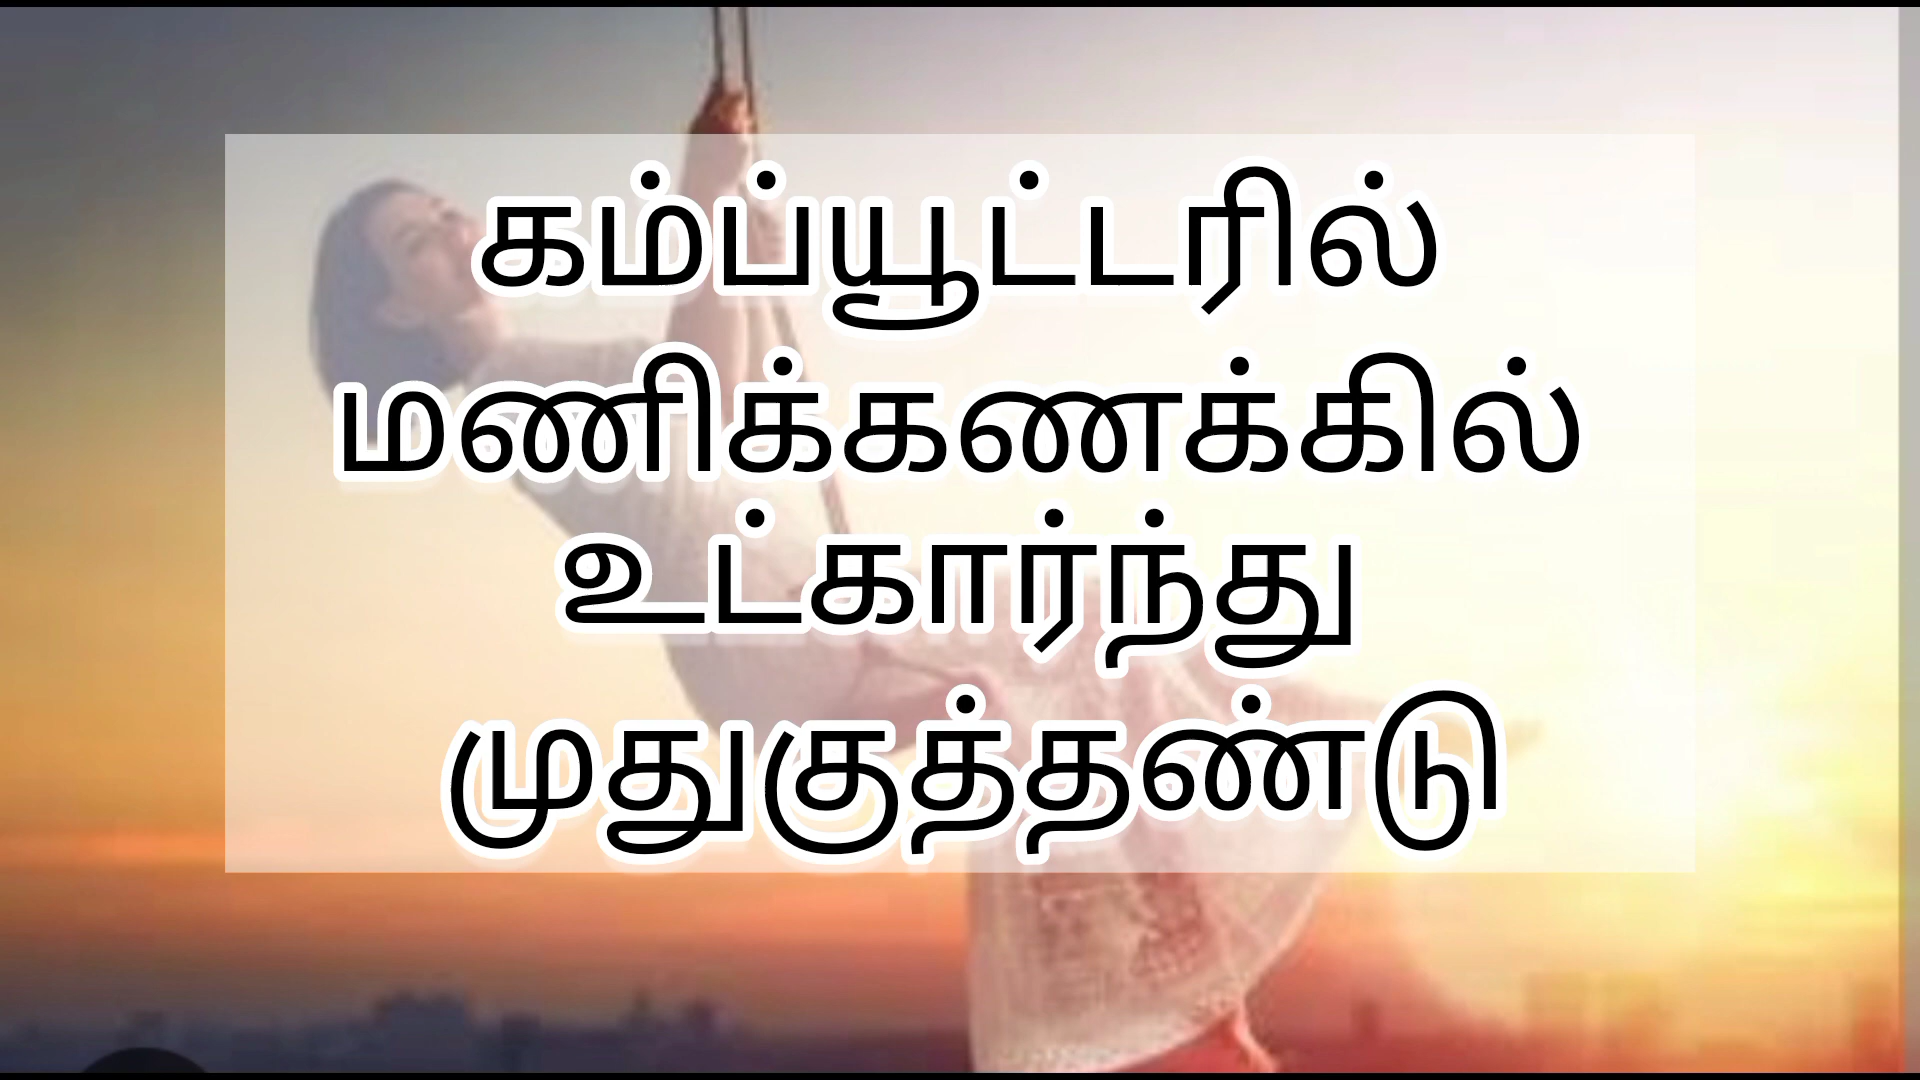 கம்ப்யூட்டரில்
மணிக்கணக்கில்
உட்கார்ந்து
முதுகுத்தண்டு